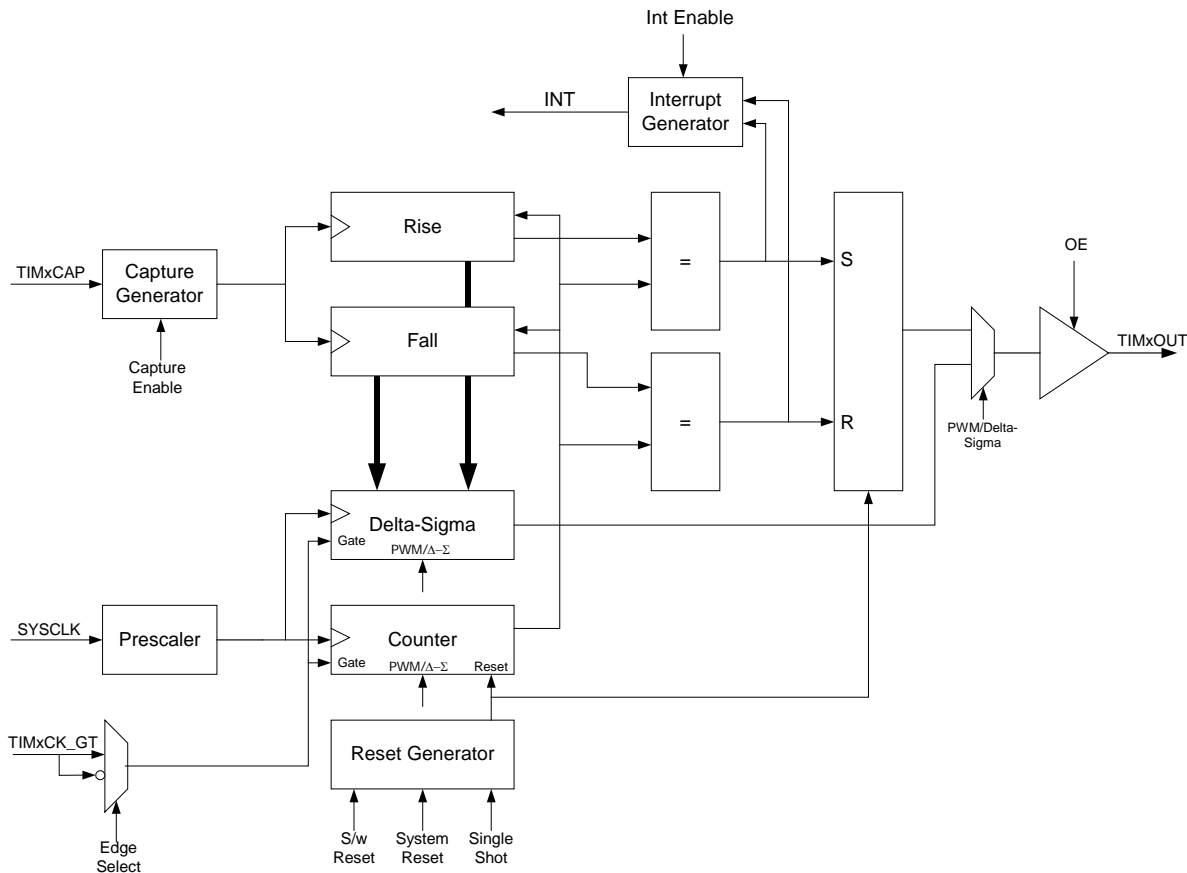 Int Enable
INT
Interrupt
Generator
Rise
TIMxCAP
Capture
Generator
=
S
OE
Fall
TIMxOUT
Capture
Enable
=
R
PWM/Delta-
Sigma
Delta-Sigma
Gate
PWM/Δ–Σ
SYSCLK
Prescaler
Counter
Gate
PWM/Δ–Σ
Reset
TIMxCK_GT
Reset Generator
Edge
Select
S/w
Reset
System
Reset
Single
Shot